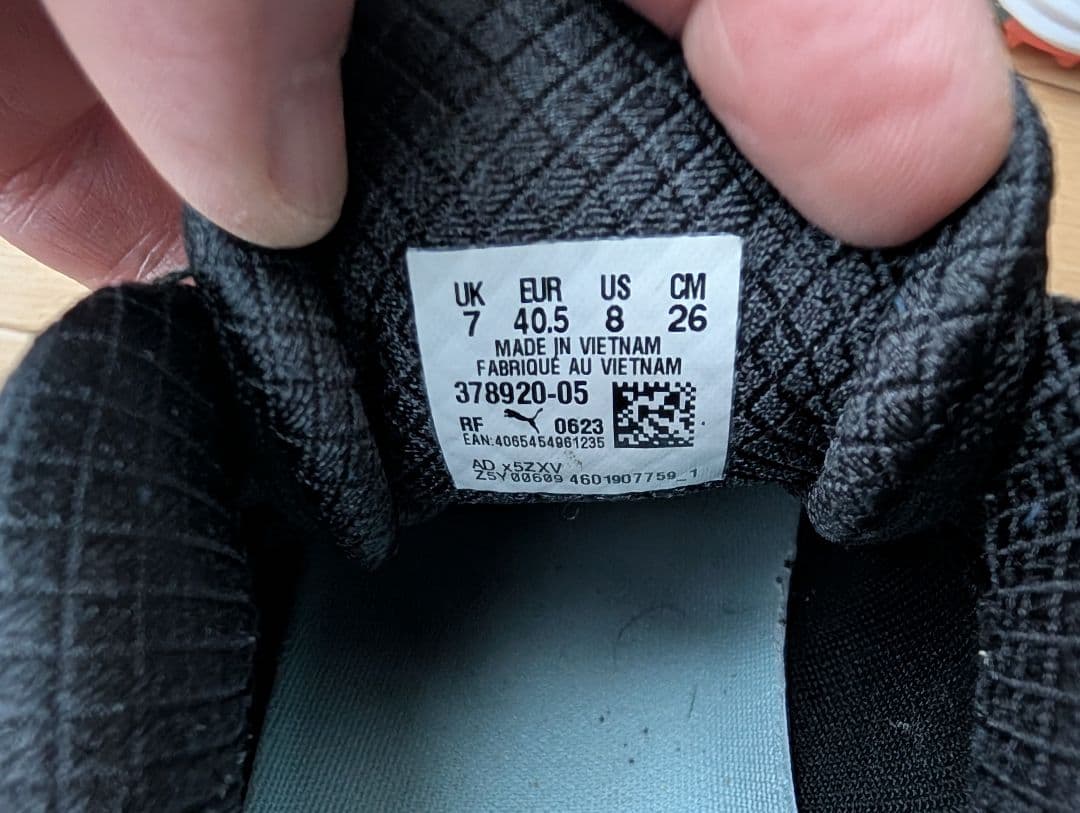 UK EUR US CM
7 40.5 8 26
MADE IN VIETNAM
FABRIQUÉ AU VIETNAM
378920-05
RF 0623
EAN:4065454961235
AD x5ZXV
Z5Y00609 4601907759_1